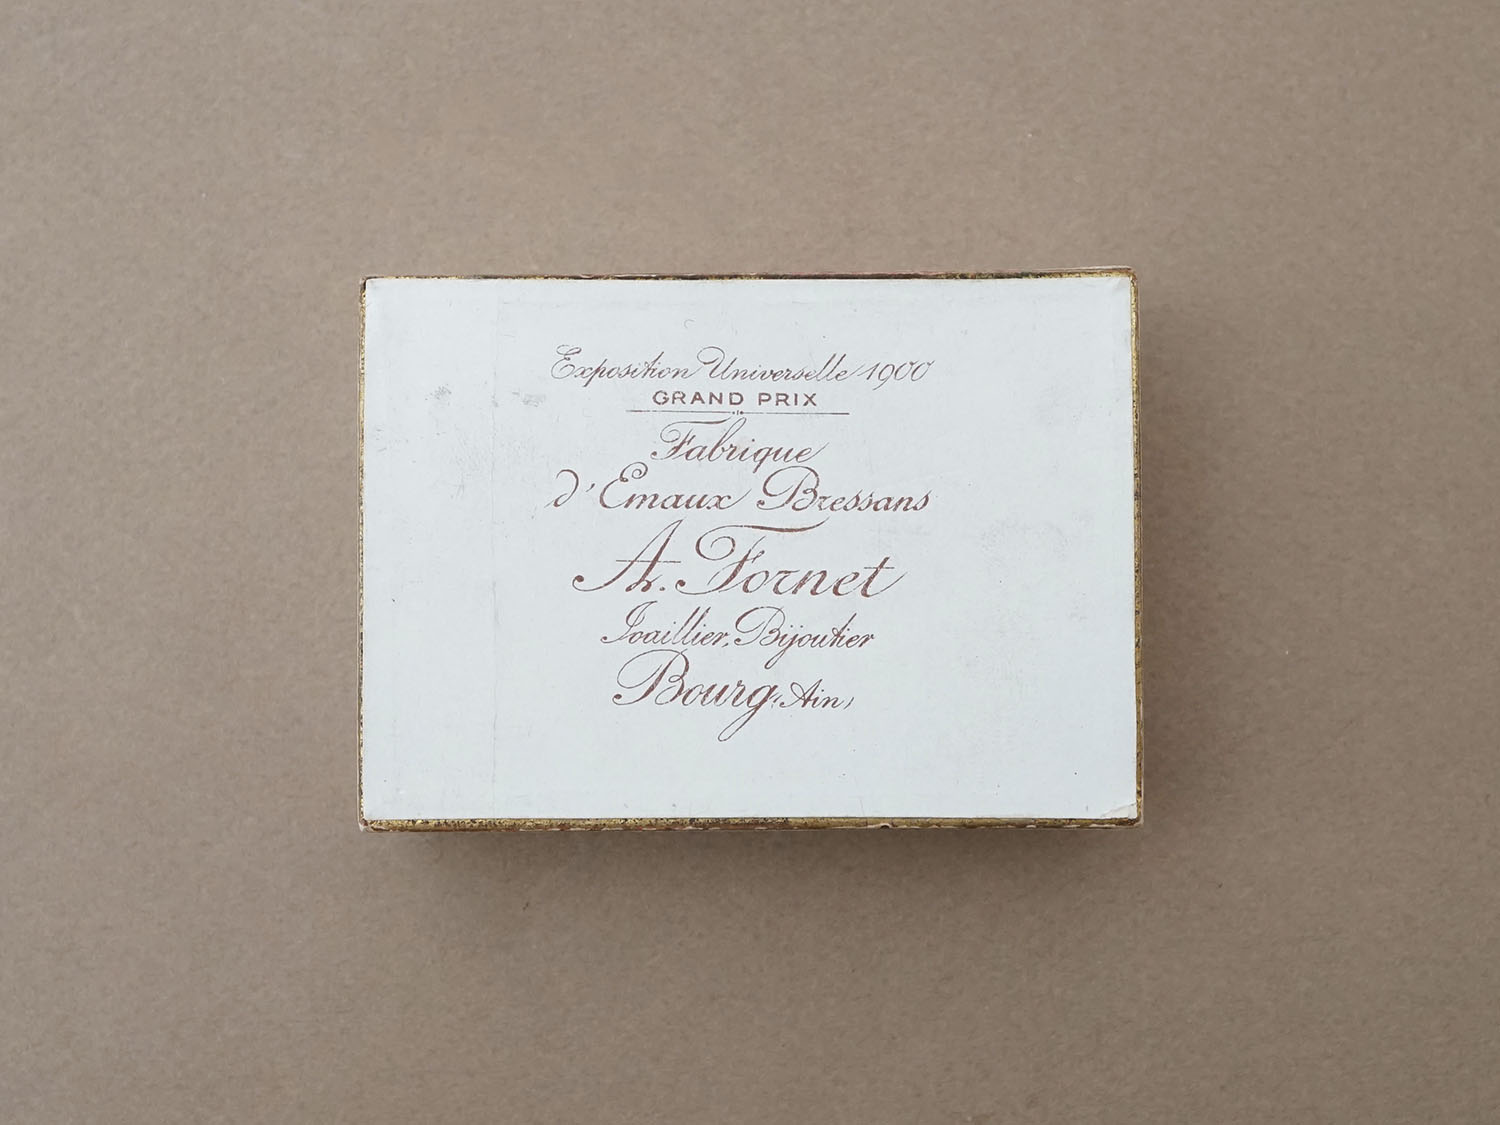 Exposition Universelle 1900
GRAND PRIX
Fabrique
d'Emaux Bressans
A. Fornet
Joaillier, Bijoutier
Bourg (Ain)